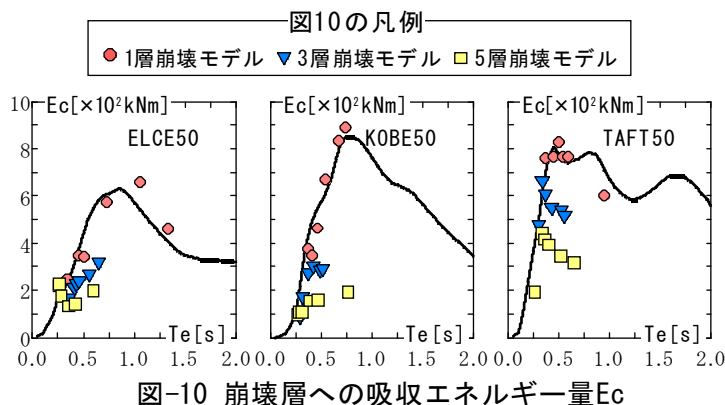 図10の凡例
1層崩壊モデル 3層崩壊モデル 5層崩壊モデル
10 Ec[×10²kNm] Ec[×10²kNm] Ec[×10²kNm]
ELCE50 KOBE50 TAFT50
8
6
4
2
0 Te[s] Te[s] Te[s]
0.0 0.5 1.0 1.5 2.0 0.0 0.5 1.0 1.5 2.0 0.0 0.5 1.0 1.5 2.0
図-10 崩壊層への吸収エネルギー量Ec